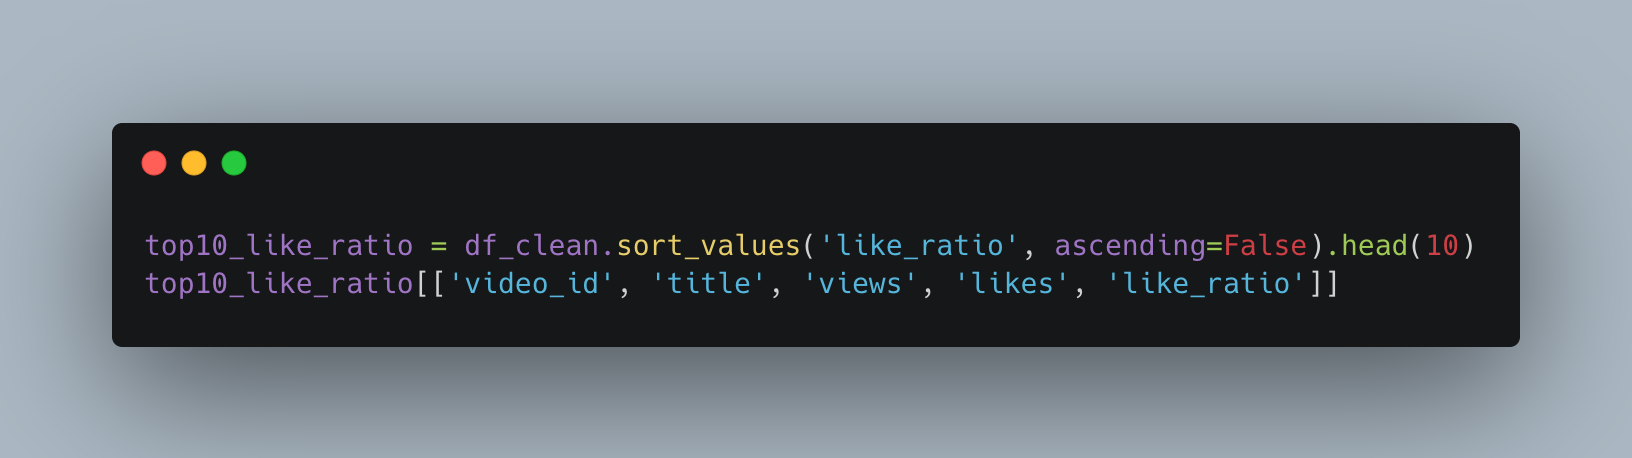 top10_like_ratio = df_clean.sort_values('like_ratio', ascending=False).head(10)
top10_like_ratio[['video_id', 'title', 'views', 'likes', 'like_ratio']]